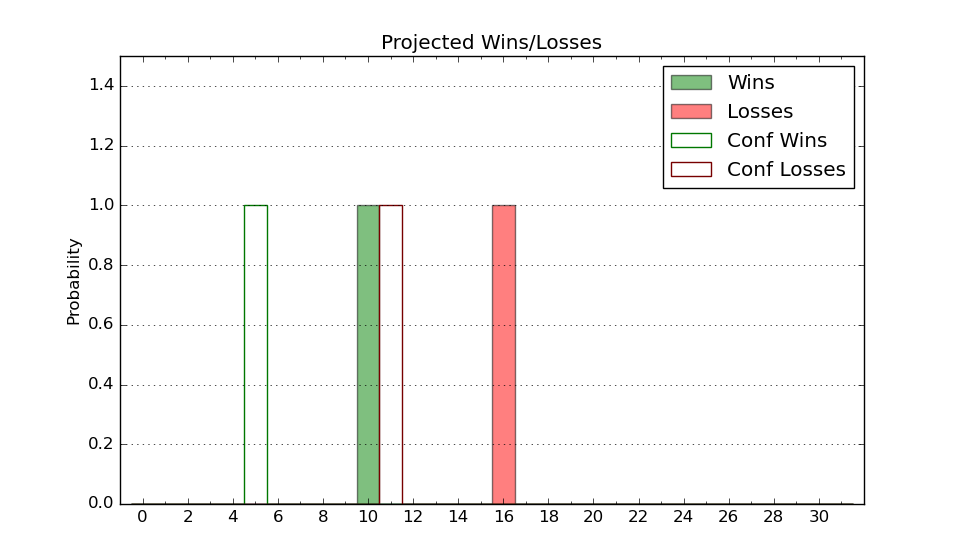 Projected Wins/Losses
Wins
Losses
Conf Wins
Conf Losses
Probability
1.4
1.2
1.0
0.8
0.6
0.4
0.2
0.0
0 2 4 6 8 10 12 14 16 18 20 22 24 26 28 30